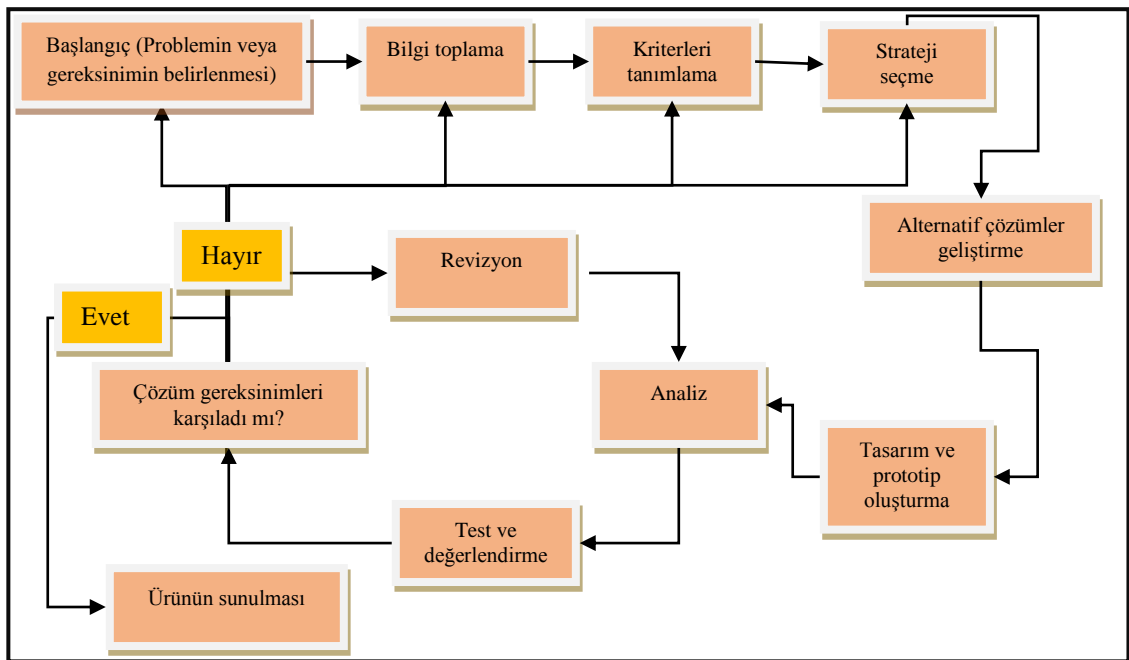 Başlangıç (Problemin veya
gereksinimin belirlenmesi)
Bilgi toplama
Kriterleri
tanımlama
Strateji
seçme
Alternatif çözümler
geliştirme
Hayır
Revizyon
Evet
Çözüm gereksinimleri
karşıladı mı?
Analiz
Tasarım ve
prototip
oluşturma
Test ve
değerlendirme
Ürünün sunulması